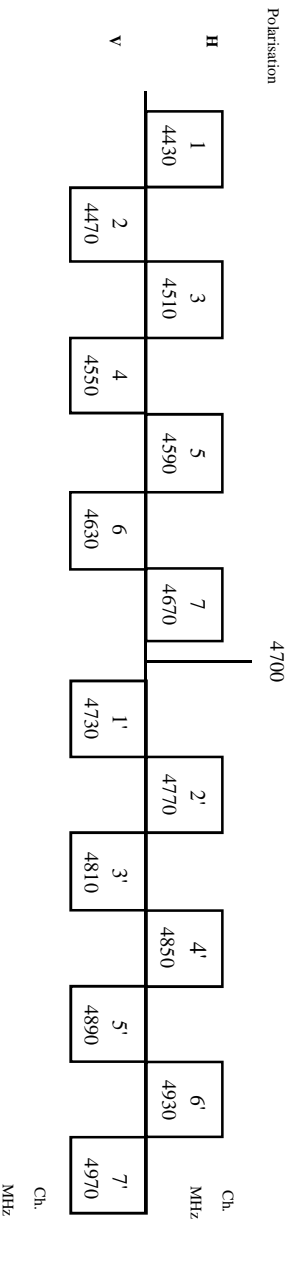 Polarisation
4700
Ch.
H 1 3 5 7 2' 4' 6' MHz
4430 4510 4590 4670 4770 4850 4930
V 2 4 6 1' 3' 5' 7'
4470 4550 4630 4730 4810 4890 4970
Ch.
MHz